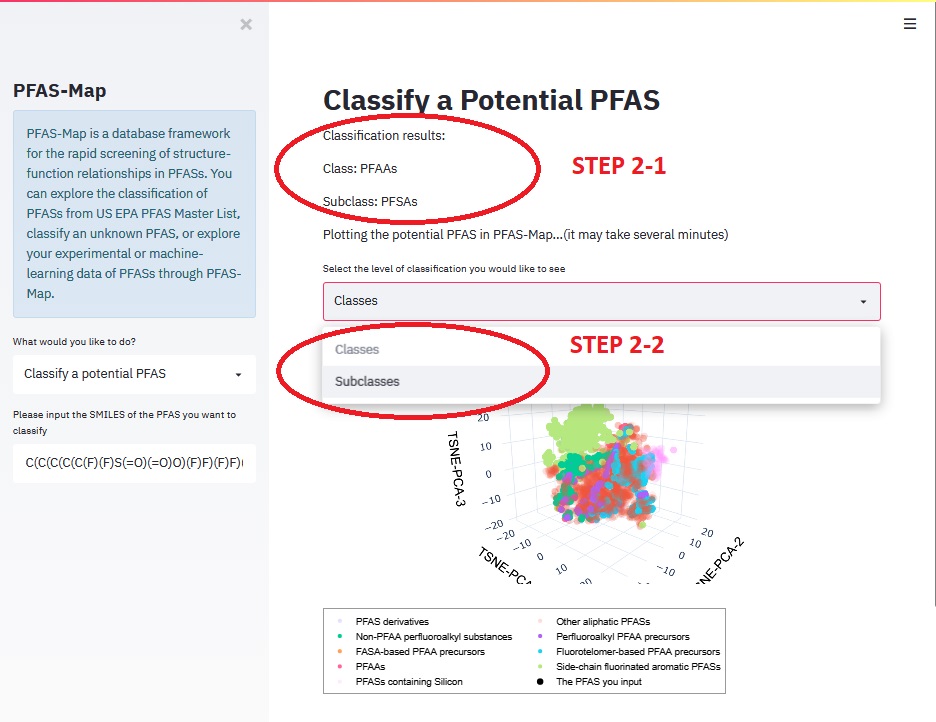 ×
PFAS-Map
PFAS-Map is a database framework
for the rapid screening of structure-
function relationships in PFASs. You
can explore the classification of
PFASs from US EPA PFAS Master List,
classify an unknown PFAS, or explore
your experimental or machine-
learning data of PFASs through PFAS-
Map.
What would you like to do?
Classify a potential PFAS
Please input the SMILES of the PFAS you want to
classify
C(C(C(C(C(F)(F)S(=O)(=O)O)(F)F)(F)F)(
Classify a Potential PFAS
Classification results:
Class: PFAAs
Subclass: PFSAs
STEP 2-1
Plotting the potential PFAS in PFAS-Map...(it may take several minutes)
Select the level of classification you would like to see
Classes
Classes
Subclasses
STEP 2-2
20
10
0
−10
−20
TSNE-PCA-3
−20
−10
0
10
20
TSNE-PCA
20
10
0
−10
NE-PCA-2
PFAS derivatives
Non-PFAA perfluoroalkyl substances
FASA-based PFAA precursors
PFAAs
PFASs containing Silicon
Other aliphatic PFASs
Perfluoroalkyl PFAA precursors
Fluorotelomer-based PFAA precursors
Side-chain fluorinated aromatic PFASs
The PFAS you input